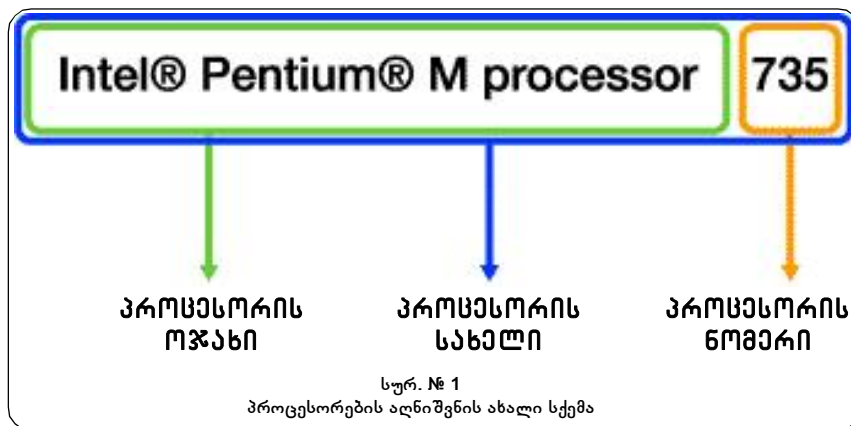 Intel® Pentium® M processor 735
პროცესორის ოჯახი
პროცესორის სახელი
პროცესორის ნომერი
სურ. № 1
პროცესორების აღნიშვნის ახალი სქემა